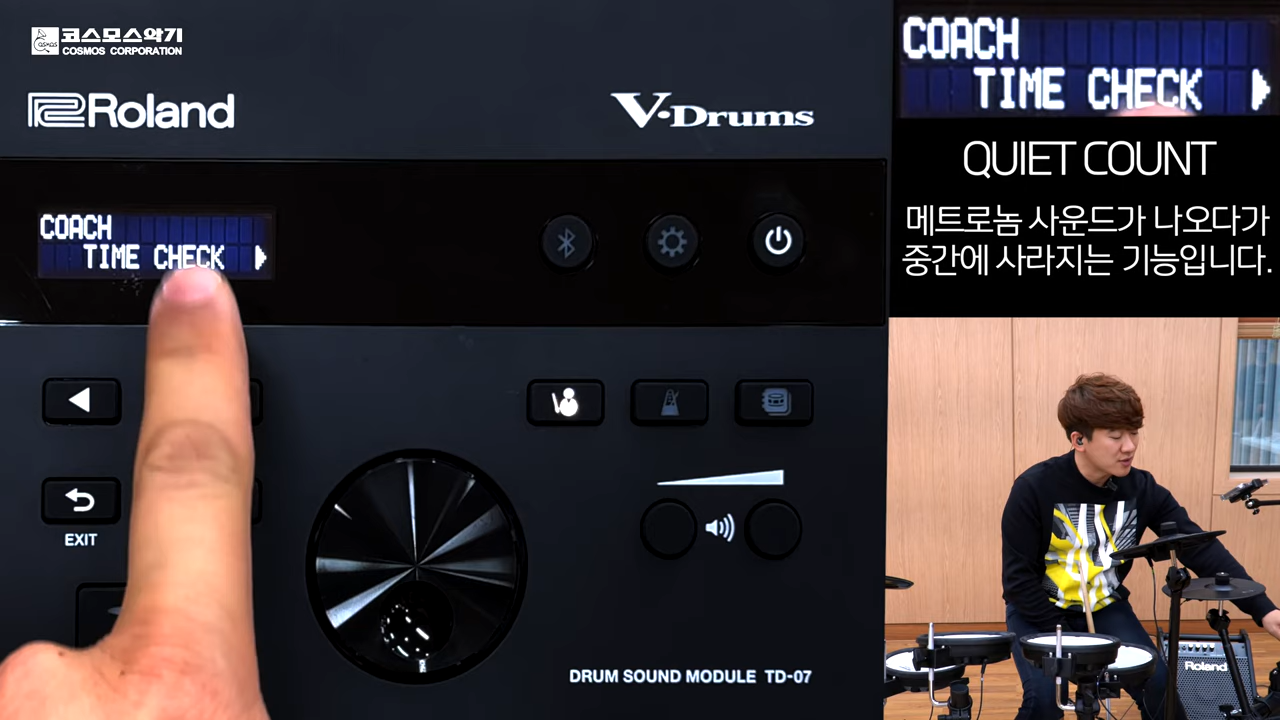 코스모스악기
COSMOS CORPORATION
Roland
V-Drums
COACH
TIME CHECK
EXIT
DRUM SOUND MODULE TD-07
COACH
TIME CHECK
QUIET COUNT
메트로놈 사운드가 나오다가
중간에 사라지는 기능입니다.
Roland